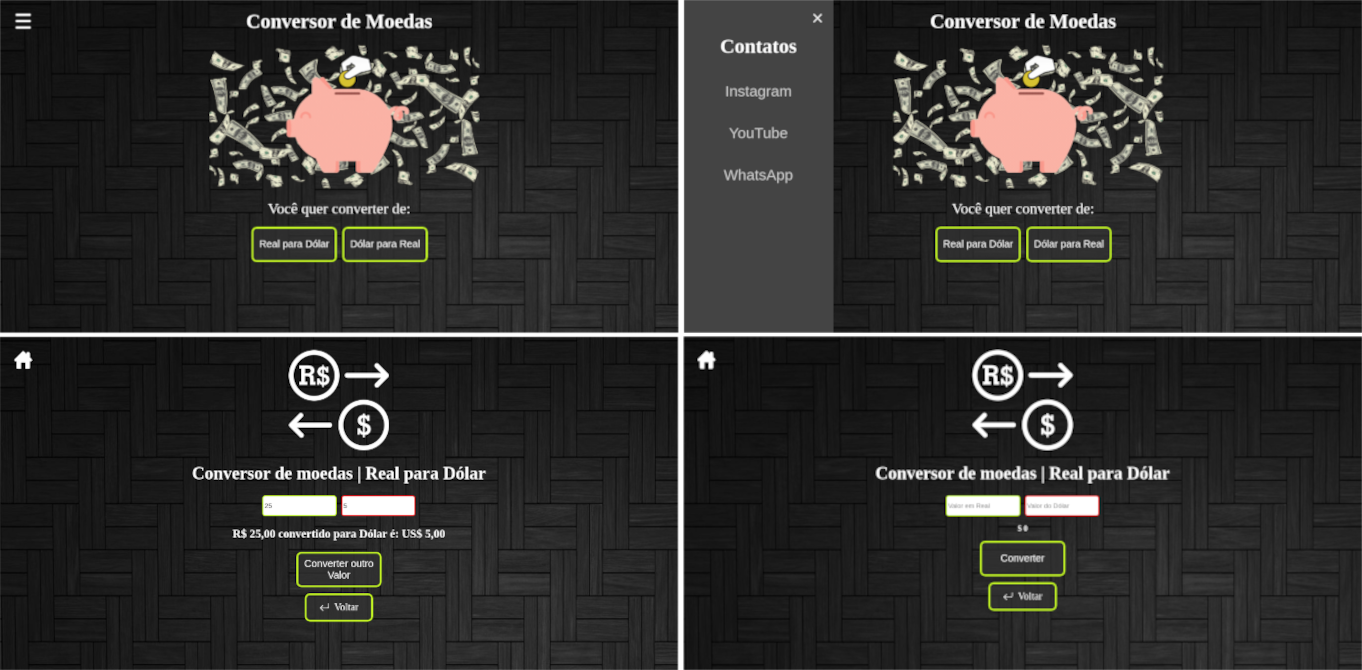 Conversor de Moedas
Você quer converter de:
Real para Dólar
Dólar para Real
×
Contatos
Instagram
YouTube
WhatsApp
Conversor de Moedas
Você quer converter de:
Real para Dólar
Dólar para Real
R$
$
Conversor de moedas | Real para Dólar
25
5
R$ 25,00 convertido para Dólar é: US$ 5,00
Converter outro
Valor
Voltar
R$
$
Conversor de moedas | Real para Dólar
Valor em Real
Valor do Dólar
Converter
Voltar